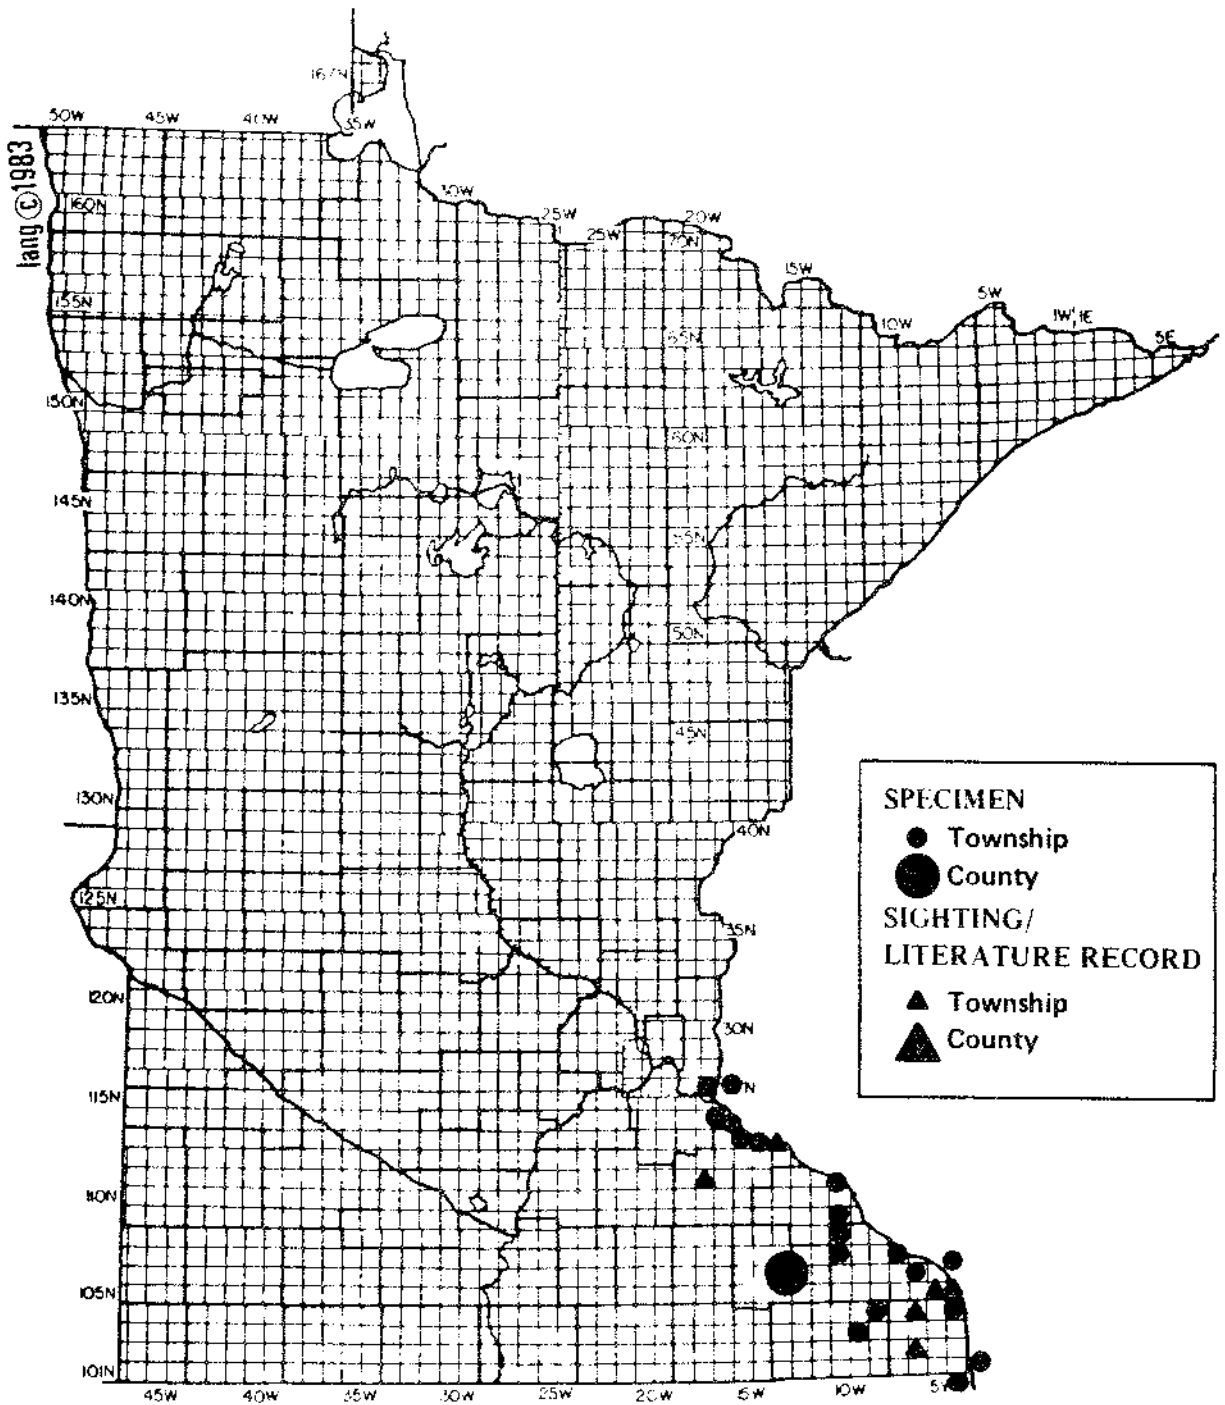 167N
50W 45W 40W 35W
lang ©1983
160N
30W
25W
25W
20W
70N
15W
155N
5W
10W
1W 1E
65N
5E
150N
60N
145N
55N
140N
50N
135N
45N
130N
SPECIMEN
Township
County
SIGHTING/
LITERATURE RECORD
Township
County
40N
125N
35N
120N
30N
115N
N
110N
105N
101N
45W 40W 35W 30W 25W 20W 15W 10W 5W